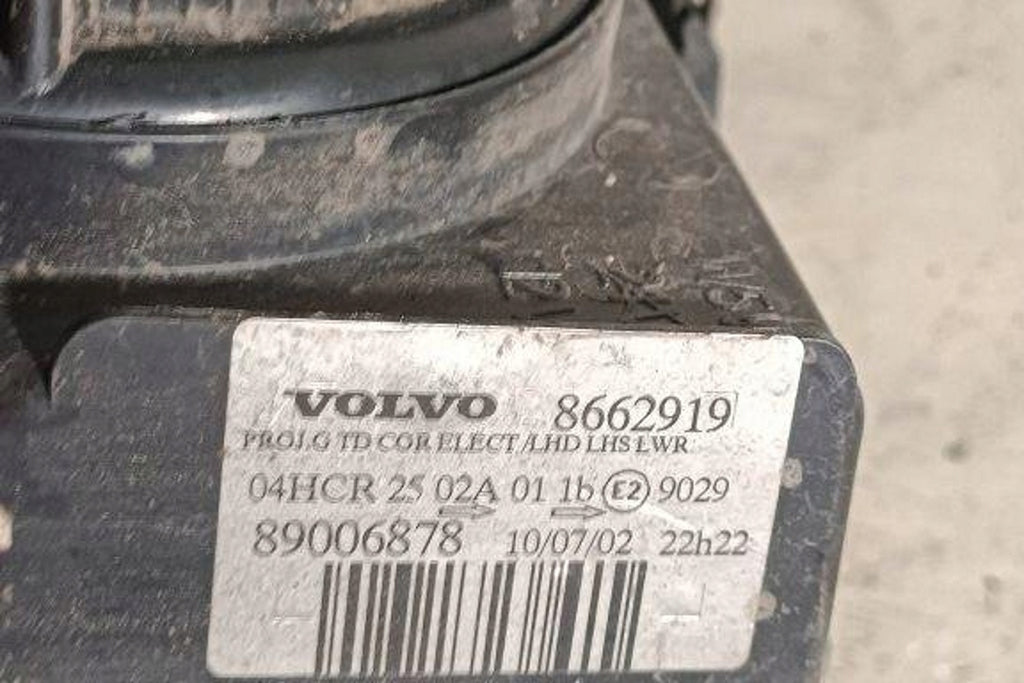 VOLVO 8662919
PROJ.G TD COR ELECT /LHD LHS LWR
04HCR 25 02A 01 1b E2 9029
89006878 10/07/02 22h22